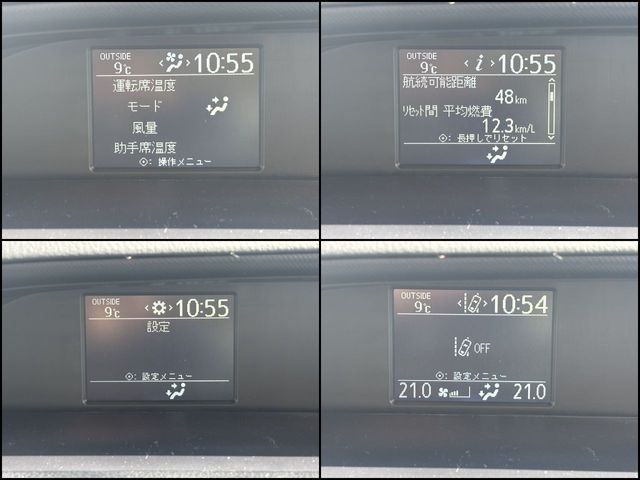 OUTSIDE
9℃ 10:55
運転席温度
モード
風量
助手席温度
: 操作メニュー
OUTSIDE
9℃ i 10:55
航続可能距離
48km
リセット間 平均燃費
12.3km/L
: 長押しでリセット
OUTSIDE
9℃ 10:55
設定
: 設定メニュー
OUTSIDE
9℃ 10:54
OFF
: 設定メニュー
21.0 21.0